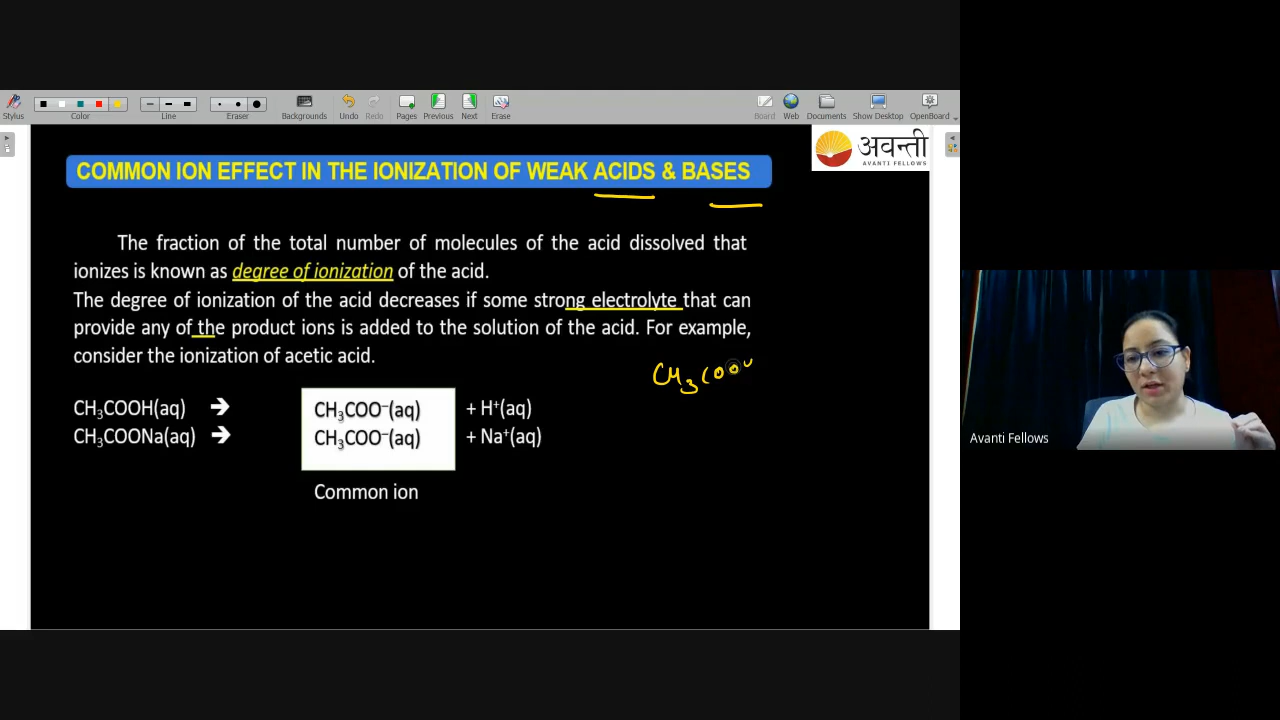 Stylus
Color
Line
Eraser
Backgrounds
Undo
Redo
Pages
Previous
Next
Erase
Board
Web
Documents
Show Desktop
OpenBoard
अवन्ती
AVANTI FELLOWS
COMMON ION EFFECT IN THE IONIZATION OF WEAK ACIDS & BASES
The fraction of the total number of molecules of the acid dissolved that
ionizes is known as degree of ionization of the acid.
The degree of ionization of the acid decreases if some strong electrolyte that can
provide any of the product ions is added to the solution of the acid. For example,
consider the ionization of acetic acid.
CH₃COO
CH₃COOH(aq) ➔ CH₃COO⁻(aq) + H⁺(aq)
CH₃COONa(aq) ➔ CH₃COO⁻(aq) + Na⁺(aq)
Common ion
Avanti Fellows